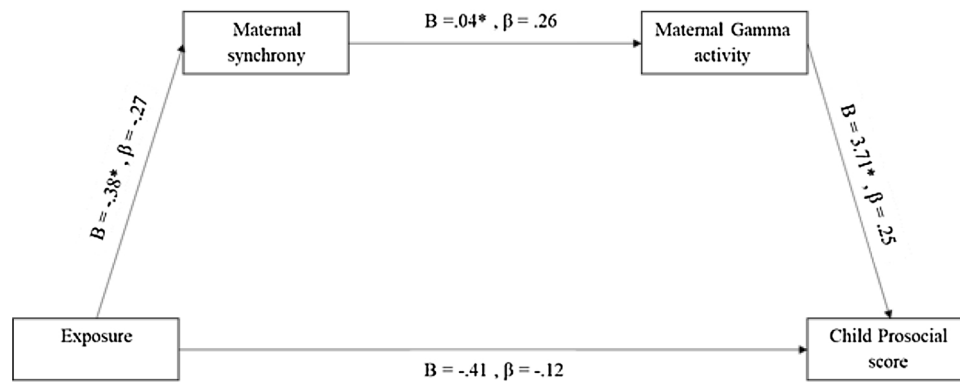 Maternal
synchrony
B =.04* , β = .26
Maternal Gamma
activity
B = -.38* , β = -.27
B = 3.71* , β = .25
Exposure
B = -.41 , β = -.12
Child Prosocial
score